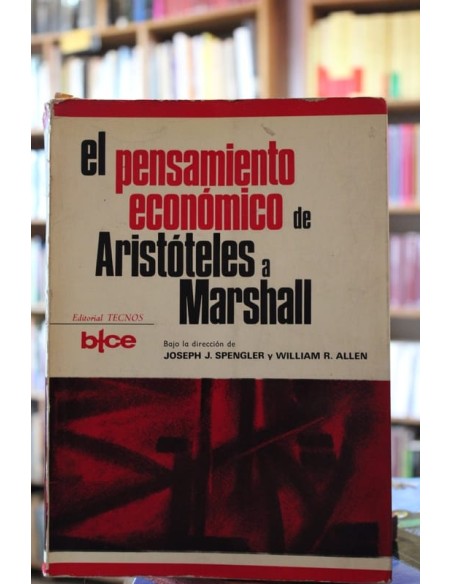 el pensamiento
económico de
Aristóteles a
Marshall
Editorial TECNOS
bice
Bajo la dirección de
JOSEPH J. SPENGLER y WILLIAM R. ALLEN